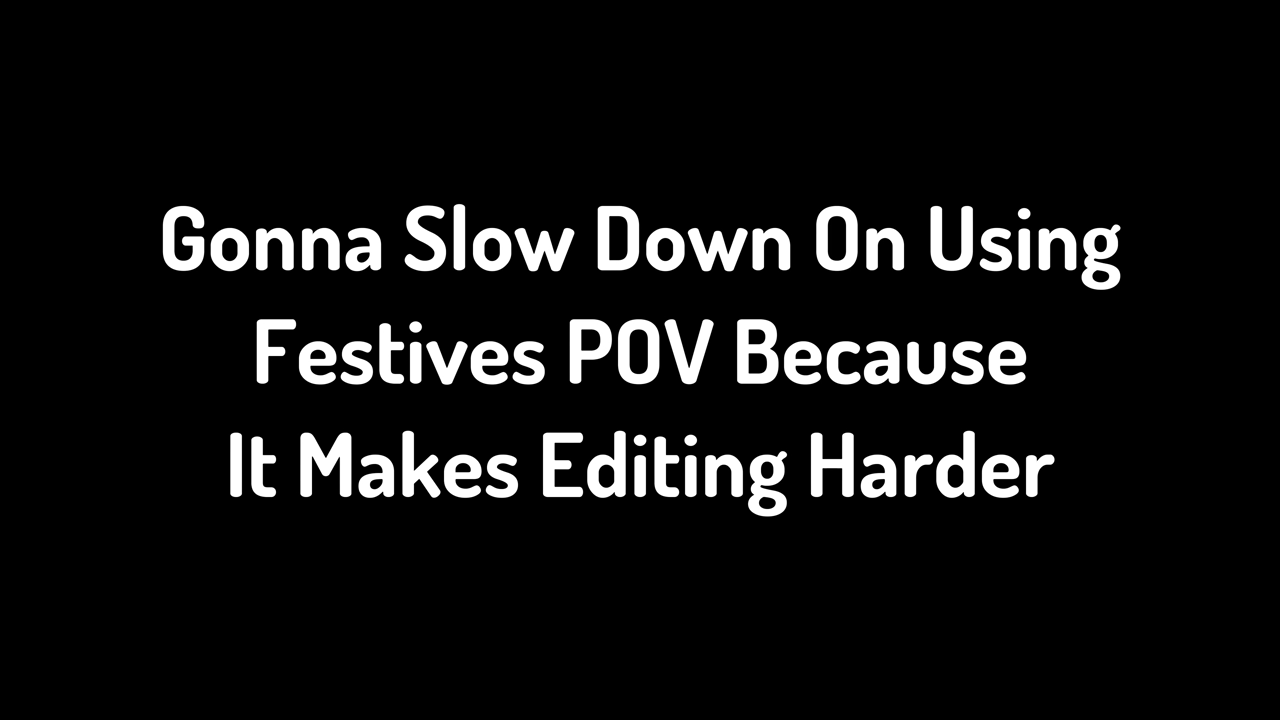 Gonna Slow Down On Using
Festives POV Because
It Makes Editing Harder